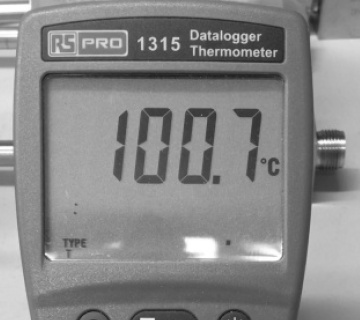 RS PRO 1315 Datalogger
Thermometer
100.7 °C
TYPE
T